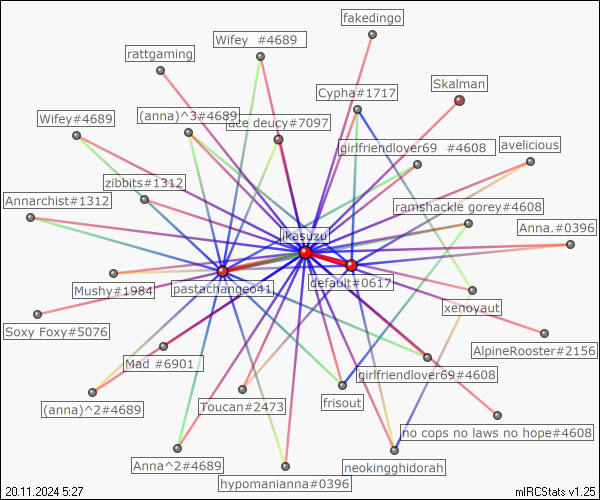 fakedingo
Wifey #4689
rattgaming
Skalman
Cypha#1717
Wifey#4689
(anna)^3#4689
ace deucy#7097
girlfriendlover69 #4608
avelicious
zibbits#1312
Annarchist#1312
ramshackle gorey#4608
Anna.#0396
ikasuzu
Mushy#1984
pastachangeo41
default#0617
xenoyaut
Soxy Foxy#5076
AlpineRooster#2156
Mad #6901
girlfriendlover69#4608
(anna)^2#4689
Toucan#2473
frisout
no cops no laws no hope#4608
Anna^2#4689
neokingghidorah
hypomanianna#0396
20.11.2024 5:27
mIRCStats v1.25